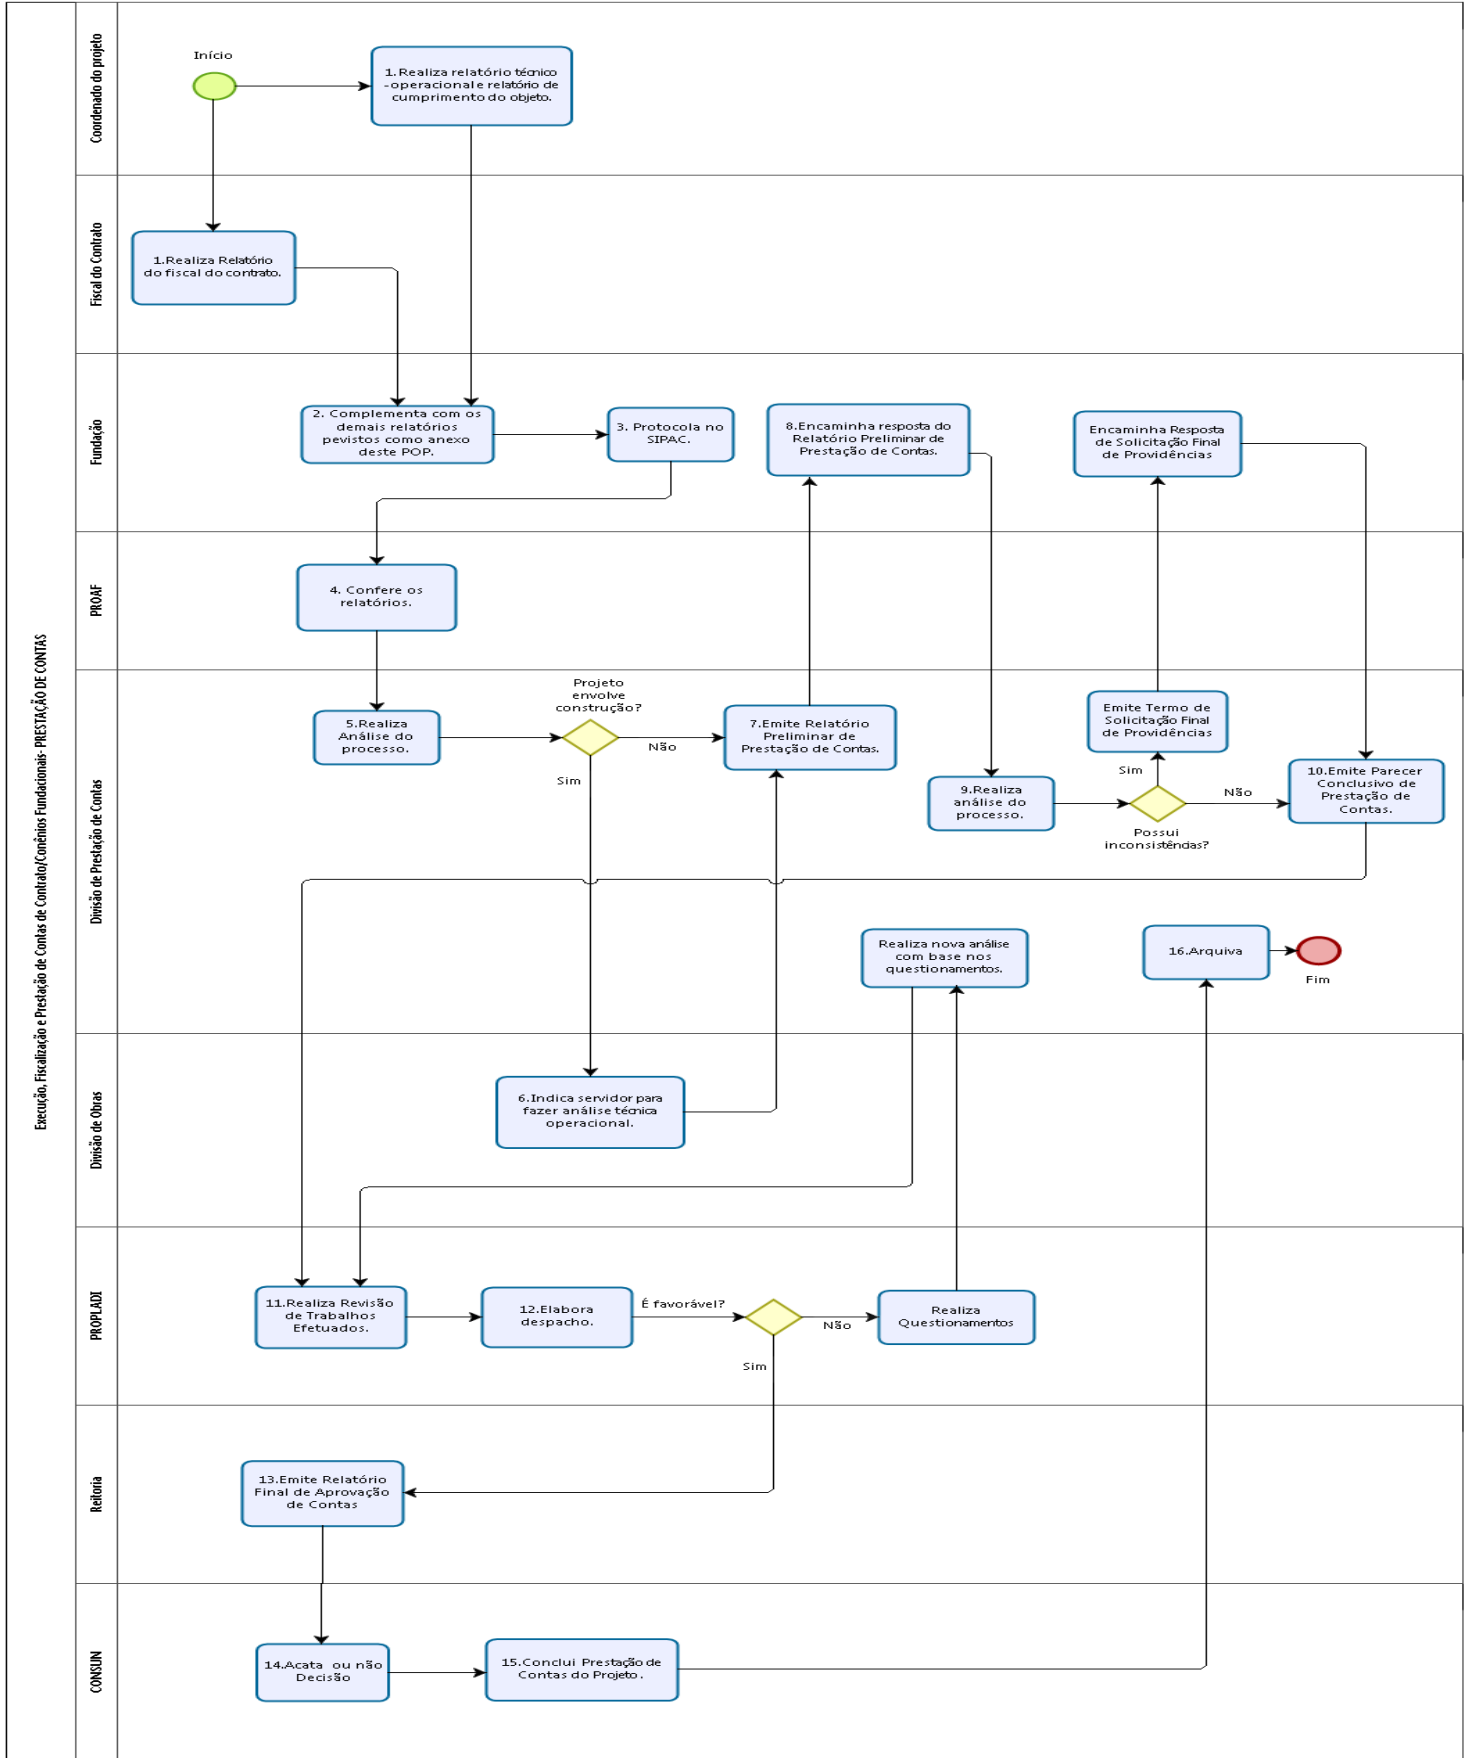 Execução, Fiscalização e Prestação de Contas de Contrato/Conênios Fundacionais- PRESTAÇÃO DE CONTAS
Coordenado do projeto
Início
1.Realiza relatório técnico
-operacional e relatório de
cumprimento do objeto.
Fiscal do Contrato
1.Realiza Relatório
do fiscal do contrato.
Fundação
2. Complementa com os
demais relatórios
pevistos como anexo
deste POP.
3. Protocola no
SIPAC.
8.Encaminha resposta do
Relatório Preliminar de
Prestação de Contas.
Encaminha Resposta
de Solicitação Final
de Providências
PROAF
4. Confere os
relatórios.
Divisão de Prestação de Contas
5.Realiza
Análise do
processo.
Projeto
envolve
construção?
Não
Sim
7.Emite Relatório
Preliminar de
Prestação de Contas.
9.Realiza
análise do
processo.
Emite Termo de
Solicitação Final
de Providências
Sim
Não
Possui
inconsistências?
10.Emite Parecer
Conclusivo de
Prestação de
Contas.
Realiza nova análise
com base nos
questionamentos.
16.Arquiva
Fim
Divisão de Obras
6.Indica servidor para
fazer análise técnica
operacional.
PROPLADI
11.Realiza Revisão
de Trabalhos
Efetuados.
12.Elabora
despacho.
É favorável?
Não
Sim
Realiza
Questionamentos
Reitoria
13.Emite Relatório
Final de Aprovação
de Contas
CONSUN
14.Acata ou não
Decisão
15.Conclui Prestação de
Contas do Projeto.